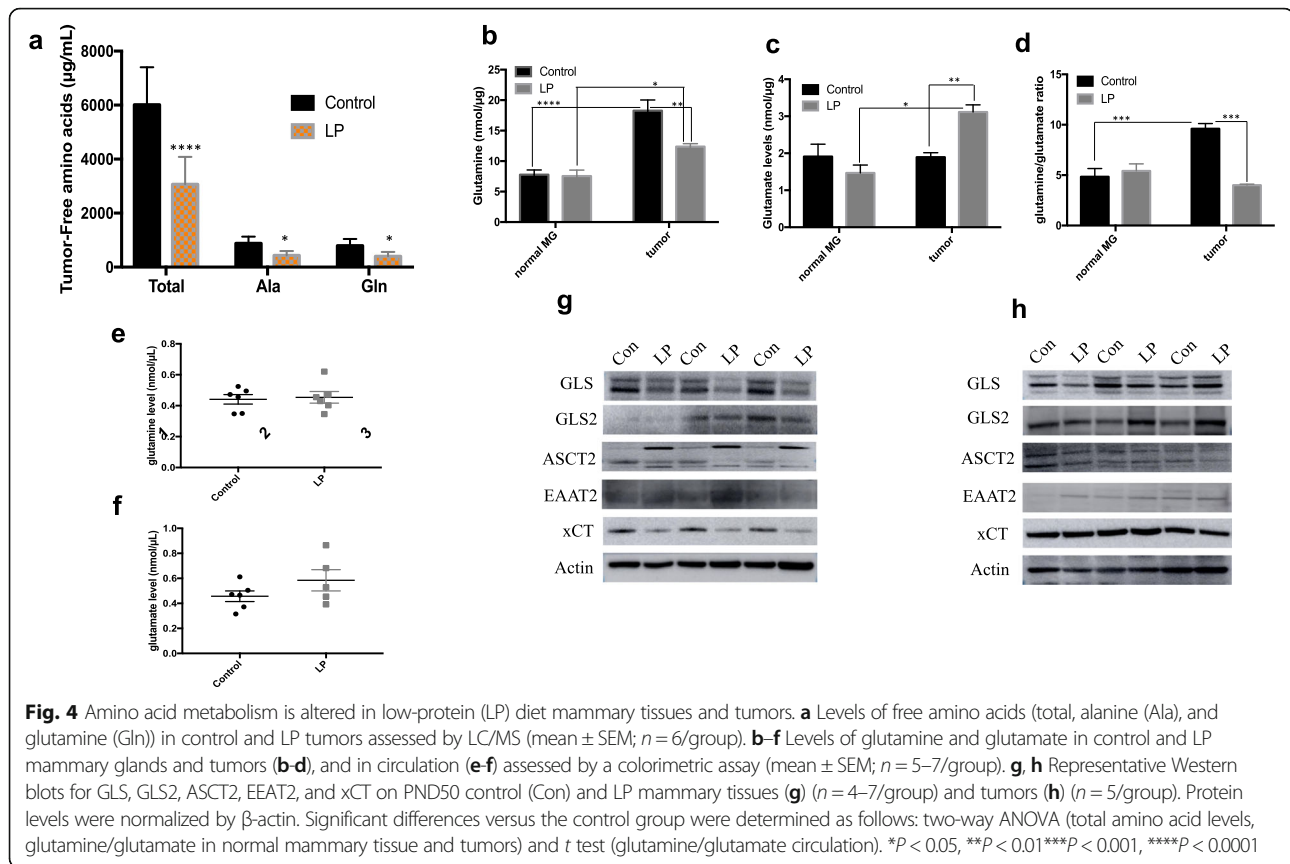 a
Tumor-Free amino acids (µg/mL)
8000
6000
4000
2000
0
****
*
*
Control
LP
Total Ala Gln
b
Glutamine (nmol/µg)
25
20
15
10
5
0
Control
LP
****
*
**
normal MG
tumor
c
Glutamate levels (nmol/µg)
4
3
2
1
0
Control
LP
**
*
normal MG
tumor
d
glutamine/glutamate ratio
15
10
5
0
Control
LP
***
***
normal MG
tumor
e
glutamine level (nmol/µL)
0.8
0.6
0.4
0.2
0.0
1 2 3
Control
LP
f
glutamate level (nmol/µL)
1.0
0.8
0.6
0.4
0.2
0.0
Control
LP
g
Con LP Con LP Con LP
GLS
GLS2
ASCT2
EAAT2
xCT
Actin
h
Con LP Con LP Con LP
GLS
GLS2
ASCT2
EAAT2
xCT
Actin
Fig. 4 Amino acid metabolism is altered in low-protein (LP) diet mammary tissues and tumors. a Levels of free amino acids (total, alanine (Ala), and
glutamine (Gln)) in control and LP tumors assessed by LC/MS (mean ± SEM; n = 6/group). b–f Levels of glutamine and glutamate in control and LP
mammary glands and tumors (b-d), and in circulation (e-f) assessed by a colorimetric assay (mean ± SEM; n = 5–7/group). g, h Representative Western
blots for GLS, GLS2, ASCT2, EEAT2, and xCT on PND50 control (Con) and LP mammary tissues (g) (n = 4–7/group) and tumors (h) (n = 5/group). Protein
levels were normalized by β-actin. Significant differences versus the control group were determined as follows: two-way ANOVA (total amino acid levels,
glutamine/glutamate in normal mammary tissue and tumors) and t test (glutamine/glutamate circulation). *P < 0.05, **P < 0.01***P < 0.001, ****P < 0.0001